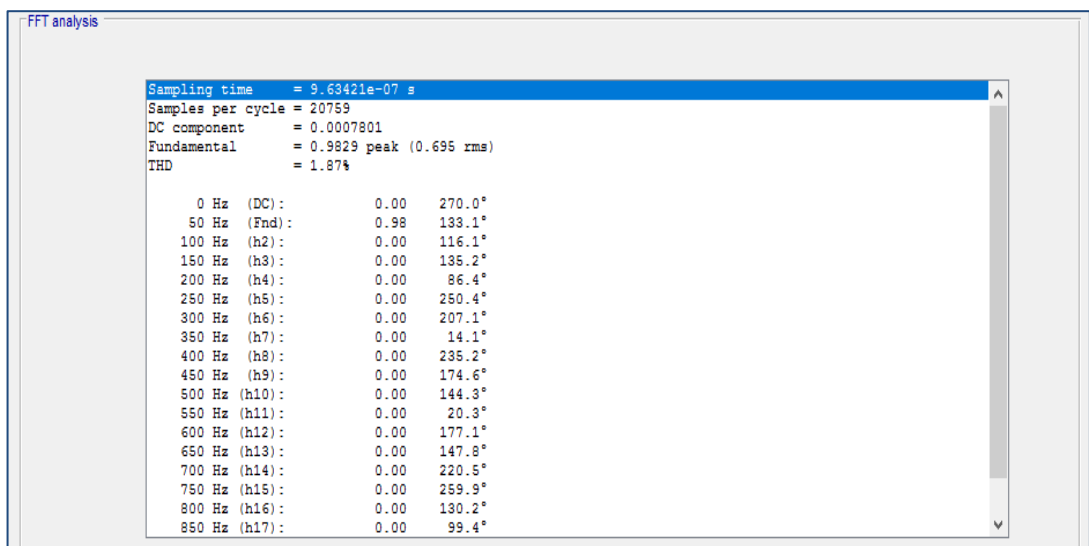 FFT analysis
Sampling time = 9.63421e-07 s
Samples per cycle = 20759
DC component = 0.0007801
Fundamental = 0.9829 peak (0.695 rms)
THD = 1.87%
0 Hz (DC): 0.00 270.0°
50 Hz (Fnd): 0.98 133.1°
100 Hz (h2): 0.00 116.1°
150 Hz (h3): 0.00 135.2°
200 Hz (h4): 0.00 86.4°
250 Hz (h5): 0.00 250.4°
300 Hz (h6): 0.00 207.1°
350 Hz (h7): 0.00 14.1°
400 Hz (h8): 0.00 235.2°
450 Hz (h9): 0.00 174.6°
500 Hz (h10): 0.00 144.3°
550 Hz (h11): 0.00 20.3°
600 Hz (h12): 0.00 177.1°
650 Hz (h13): 0.00 147.8°
700 Hz (h14): 0.00 220.5°
750 Hz (h15): 0.00 259.9°
800 Hz (h16): 0.00 130.2°
850 Hz (h17): 0.00 99.4°